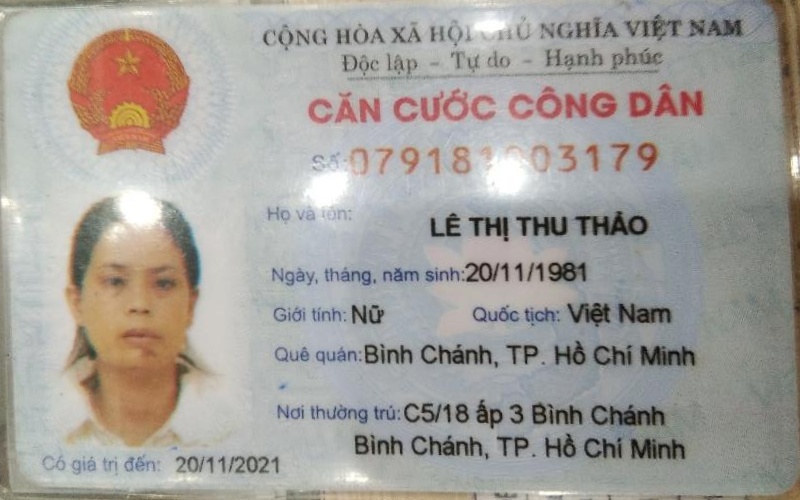 CỘNG HÒA XÃ HỘI CHỦ NGHĨA VIỆT NAM
Độc lập - Tự do - Hạnh phúc
CĂN CƯỚC CÔNG DÂN
Số: 079181003179
Họ và tên: LÊ THỊ THU THẢO
Ngày, tháng, năm sinh: 20/11/1981
Giới tính: Nữ Quốc tịch: Việt Nam
Quê quán: Bình Chánh, TP. Hồ Chí Minh
Nơi thường trú: C5/18 ấp 3 Bình Chánh
Bình Chánh, TP. Hồ Chí Minh
Có giá trị đến: 20/11/2021